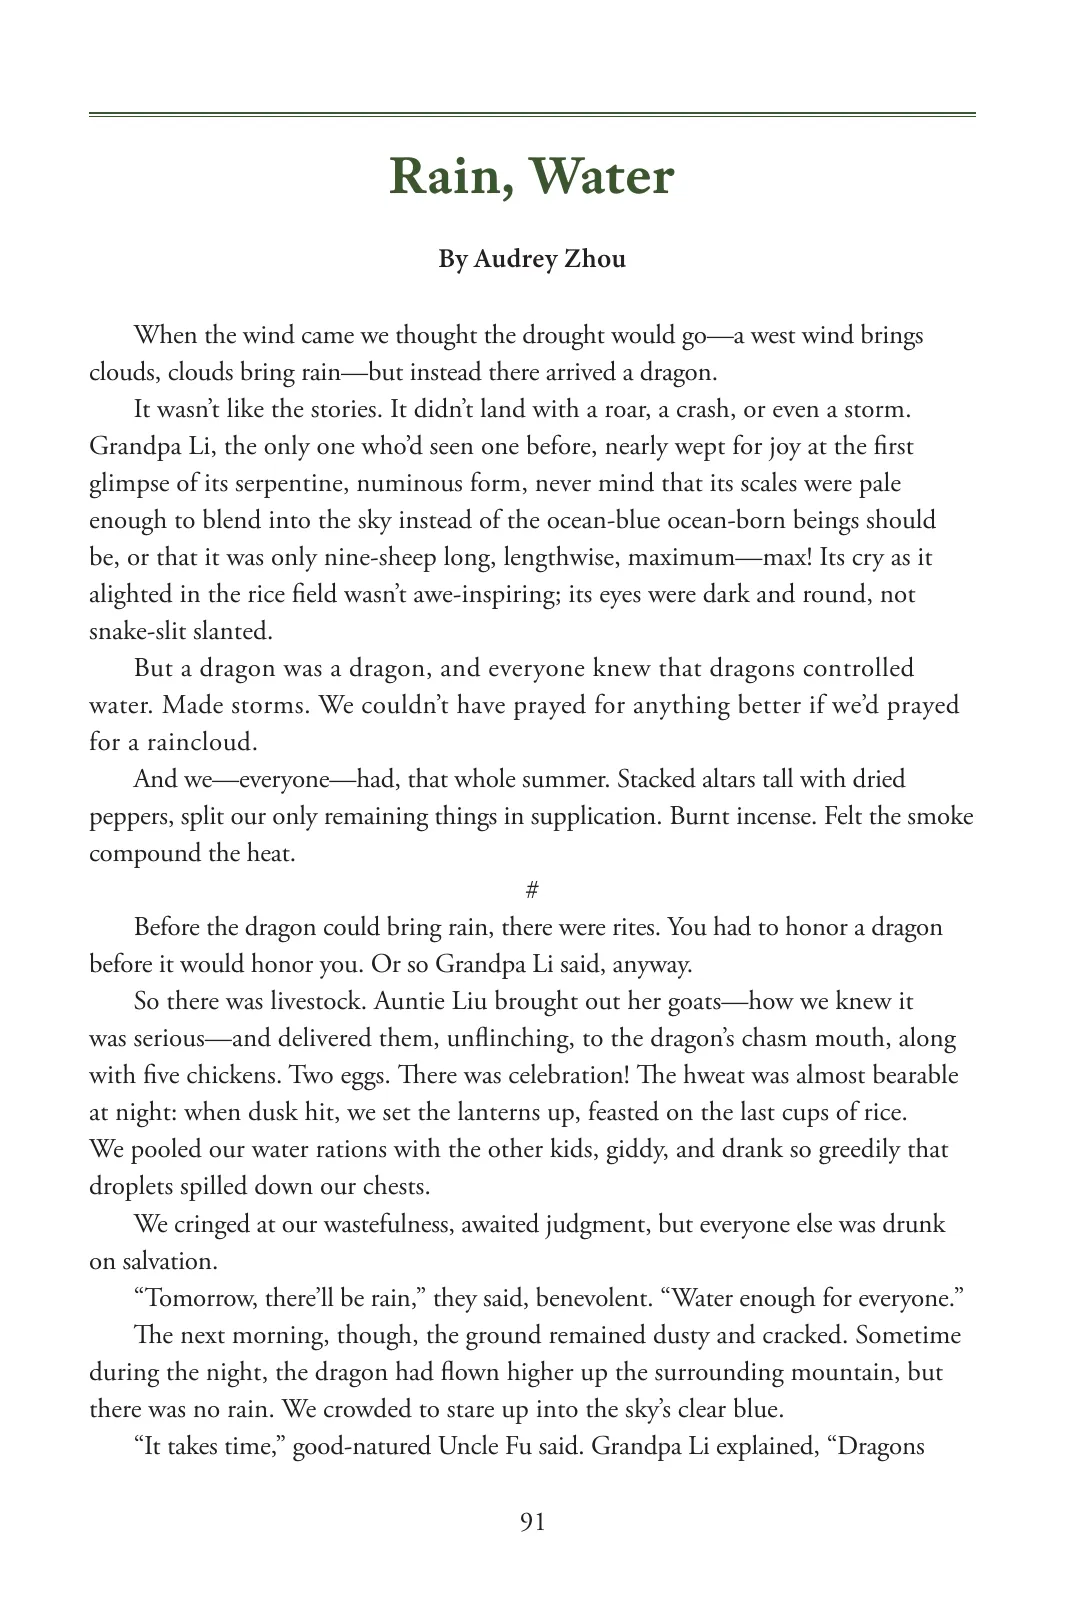 Rain, Water
By Audrey Zhou
When the wind came we thought the drought would go—a west wind brings
clouds, clouds bring rain—but instead there arrived a dragon.
It wasn’t like the stories. It didn’t land with a roar, a crash, or even a storm.
Grandpa Li, the only one who’d seen one before, nearly wept for joy at the first
glimpse of its serpentine, numinous form, never mind that its scales were pale
enough to blend into the sky instead of the ocean-blue ocean-born beings should
be, or that it was only nine-sheep long, lengthwise, maximum—max! Its cry as it
alighted in the rice field wasn’t awe-inspiring; its eyes were dark and round, not
snake-slit slanted.
But a dragon was a dragon, and everyone knew that dragons controlled
water. Made storms. We couldn’t have prayed for anything better if we’d prayed
for a raincloud.
And we—everyone—had, that whole summer. Stacked altars tall with dried
peppers, split our only remaining things in supplication. Burnt incense. Felt the smoke
compound the heat.
#
Before the dragon could bring rain, there were rites. You had to honor a dragon
before it would honor you. Or so Grandpa Li said, anyway.
So there was livestock. Auntie Liu brought out her goats—how we knew it
was serious—and delivered them, unflinching, to the dragon’s chasm mouth, along
with five chickens. Two eggs. There was celebration! The hweat was almost bearable
at night: when dusk hit, we set the lanterns up, feasted on the last cups of rice.
We pooled our water rations with the other kids, giddy, and drank so greedily that
droplets spilled down our chests.
We cringed at our wastefulness, awaited judgment, but everyone else was drunk
on salvation.
“Tomorrow, there’ll be rain,” they said, benevolent. “Water enough for everyone.”
The next morning, though, the ground remained dusty and cracked. Sometime
during the night, the dragon had flown higher up the surrounding mountain, but
there was no rain. We crowded to stare up into the sky’s clear blue.
“It takes time,” good-natured Uncle Fu said. Grandpa Li explained, “Dragons
91